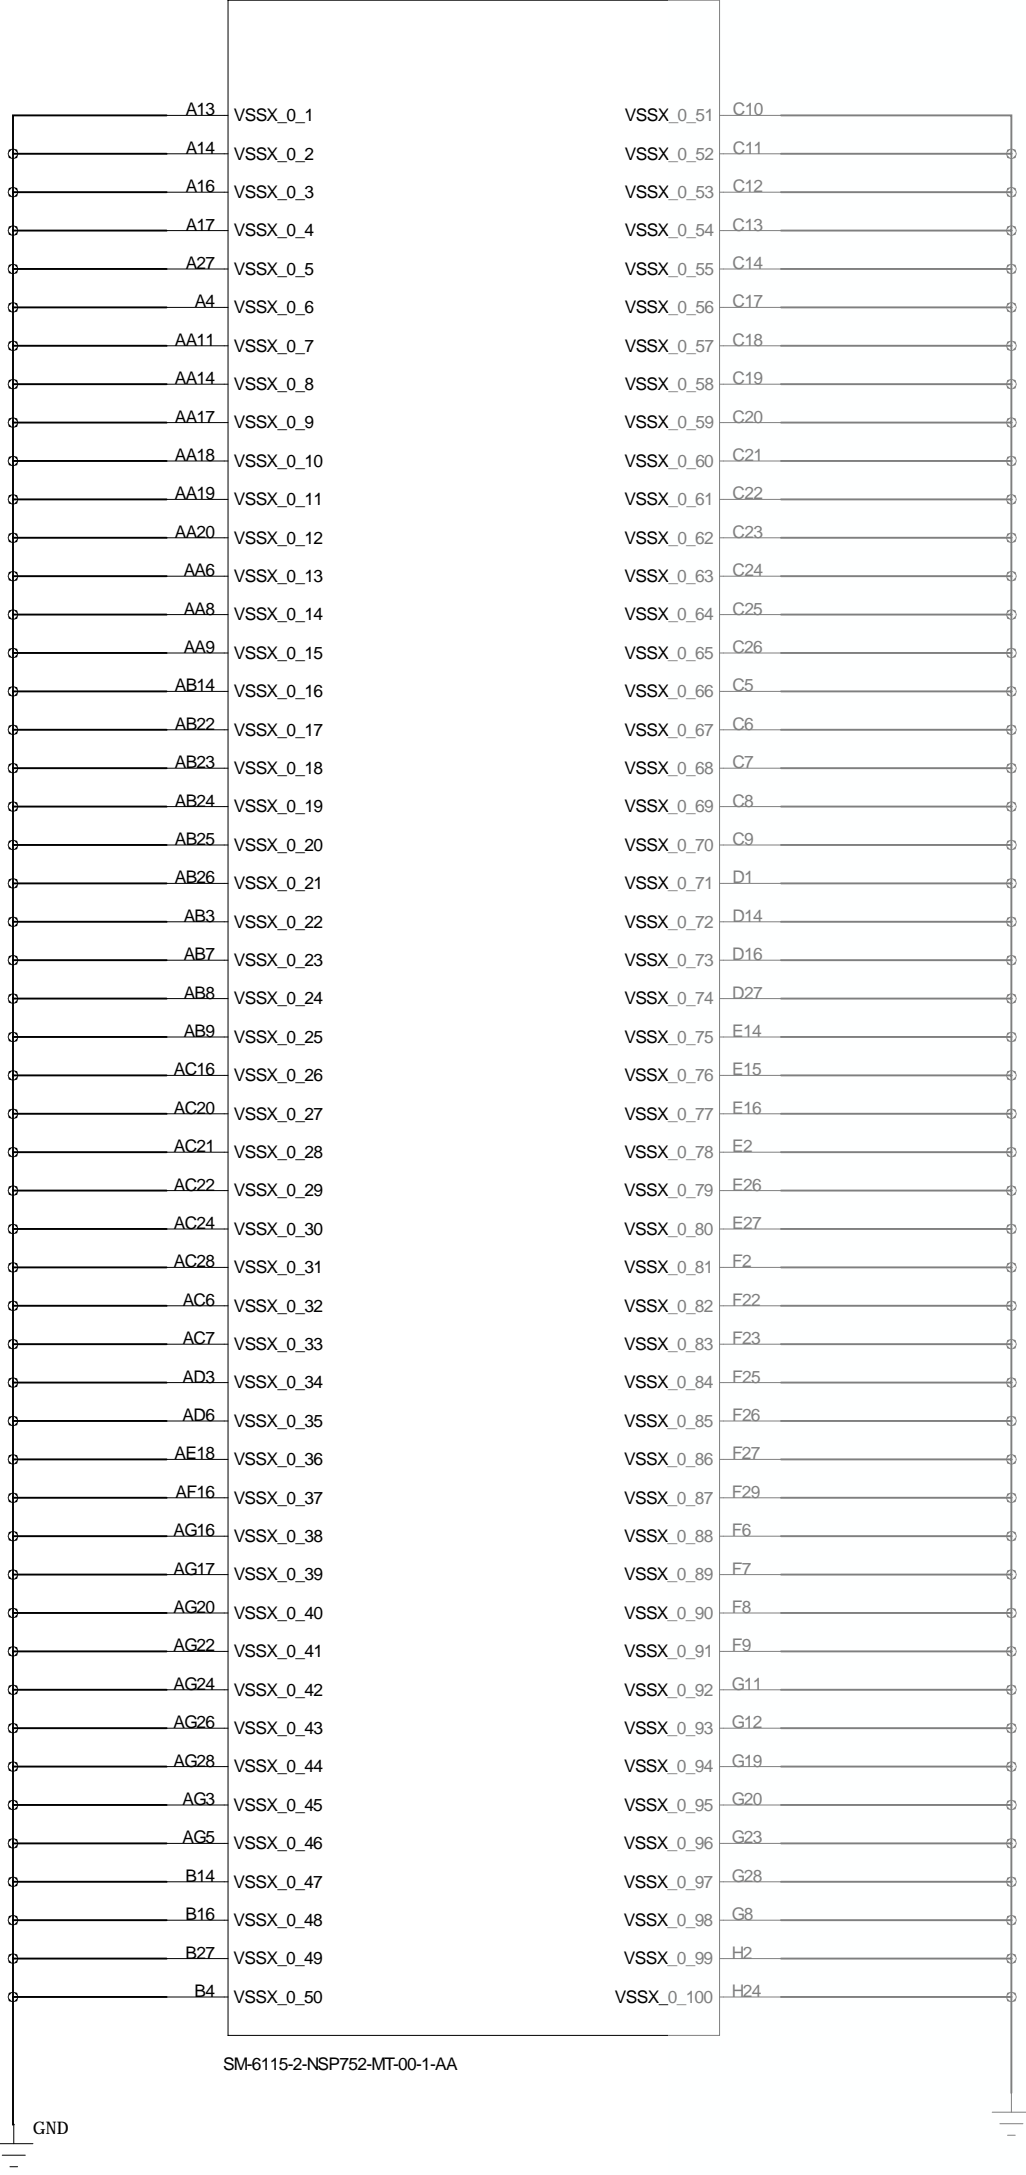 A13 VSSX_0_1 VSSX_0_51 C10
A14 VSSX_0_2 VSSX_0_52 C11
A16 VSSX_0_3 VSSX_0_53 C12
A17 VSSX_0_4 VSSX_0_54 C13
A27 VSSX_0_5 VSSX_0_55 C14
A4 VSSX_0_6 VSSX_0_56 C17
AA11 VSSX_0_7 VSSX_0_57 C18
AA14 VSSX_0_8 VSSX_0_58 C19
AA17 VSSX_0_9 VSSX_0_59 C20
AA18 VSSX_0_10 VSSX_0_60 C21
AA19 VSSX_0_11 VSSX_0_61 C22
AA20 VSSX_0_12 VSSX_0_62 C23
AA6 VSSX_0_13 VSSX_0_63 C24
AA8 VSSX_0_14 VSSX_0_64 C25
AA9 VSSX_0_15 VSSX_0_65 C26
AB14 VSSX_0_16 VSSX_0_66 C5
AB22 VSSX_0_17 VSSX_0_67 C6
AB23 VSSX_0_18 VSSX_0_68 C7
AB24 VSSX_0_19 VSSX_0_69 C8
AB25 VSSX_0_20 VSSX_0_70 C9
AB26 VSSX_0_21 VSSX_0_71 D1
AB3 VSSX_0_22 VSSX_0_72 D14
AB7 VSSX_0_23 VSSX_0_73 D16
AB8 VSSX_0_24 VSSX_0_74 D27
AB9 VSSX_0_25 VSSX_0_75 E14
AC16 VSSX_0_26 VSSX_0_76 E15
AC20 VSSX_0_27 VSSX_0_77 E16
AC21 VSSX_0_28 VSSX_0_78 E2
AC22 VSSX_0_29 VSSX_0_79 E26
AC24 VSSX_0_30 VSSX_0_80 E27
AC28 VSSX_0_31 VSSX_0_81 F2
AC6 VSSX_0_32 VSSX_0_82 F22
AC7 VSSX_0_33 VSSX_0_83 F23
AD3 VSSX_0_34 VSSX_0_84 F25
AD6 VSSX_0_35 VSSX_0_85 F26
AE18 VSSX_0_36 VSSX_0_86 F27
AF16 VSSX_0_37 VSSX_0_87 F29
AG16 VSSX_0_38 VSSX_0_88 F6
AG17 VSSX_0_39 VSSX_0_89 F7
AG20 VSSX_0_40 VSSX_0_90 F8
AG22 VSSX_0_41 VSSX_0_91 F9
AG24 VSSX_0_42 VSSX_0_92 G11
AG26 VSSX_0_43 VSSX_0_93 G12
AG28 VSSX_0_44 VSSX_0_94 G19
AG3 VSSX_0_45 VSSX_0_95 G20
AG5 VSSX_0_46 VSSX_0_96 G23
B14 VSSX_0_47 VSSX_0_97 G28
B16 VSSX_0_48 VSSX_0_98 G8
B27 VSSX_0_49 VSSX_0_99 H2
B4 VSSX_0_50 VSSX_0_100 H24
SM-6115-2-NSP752-MT-00-1-AA
GND